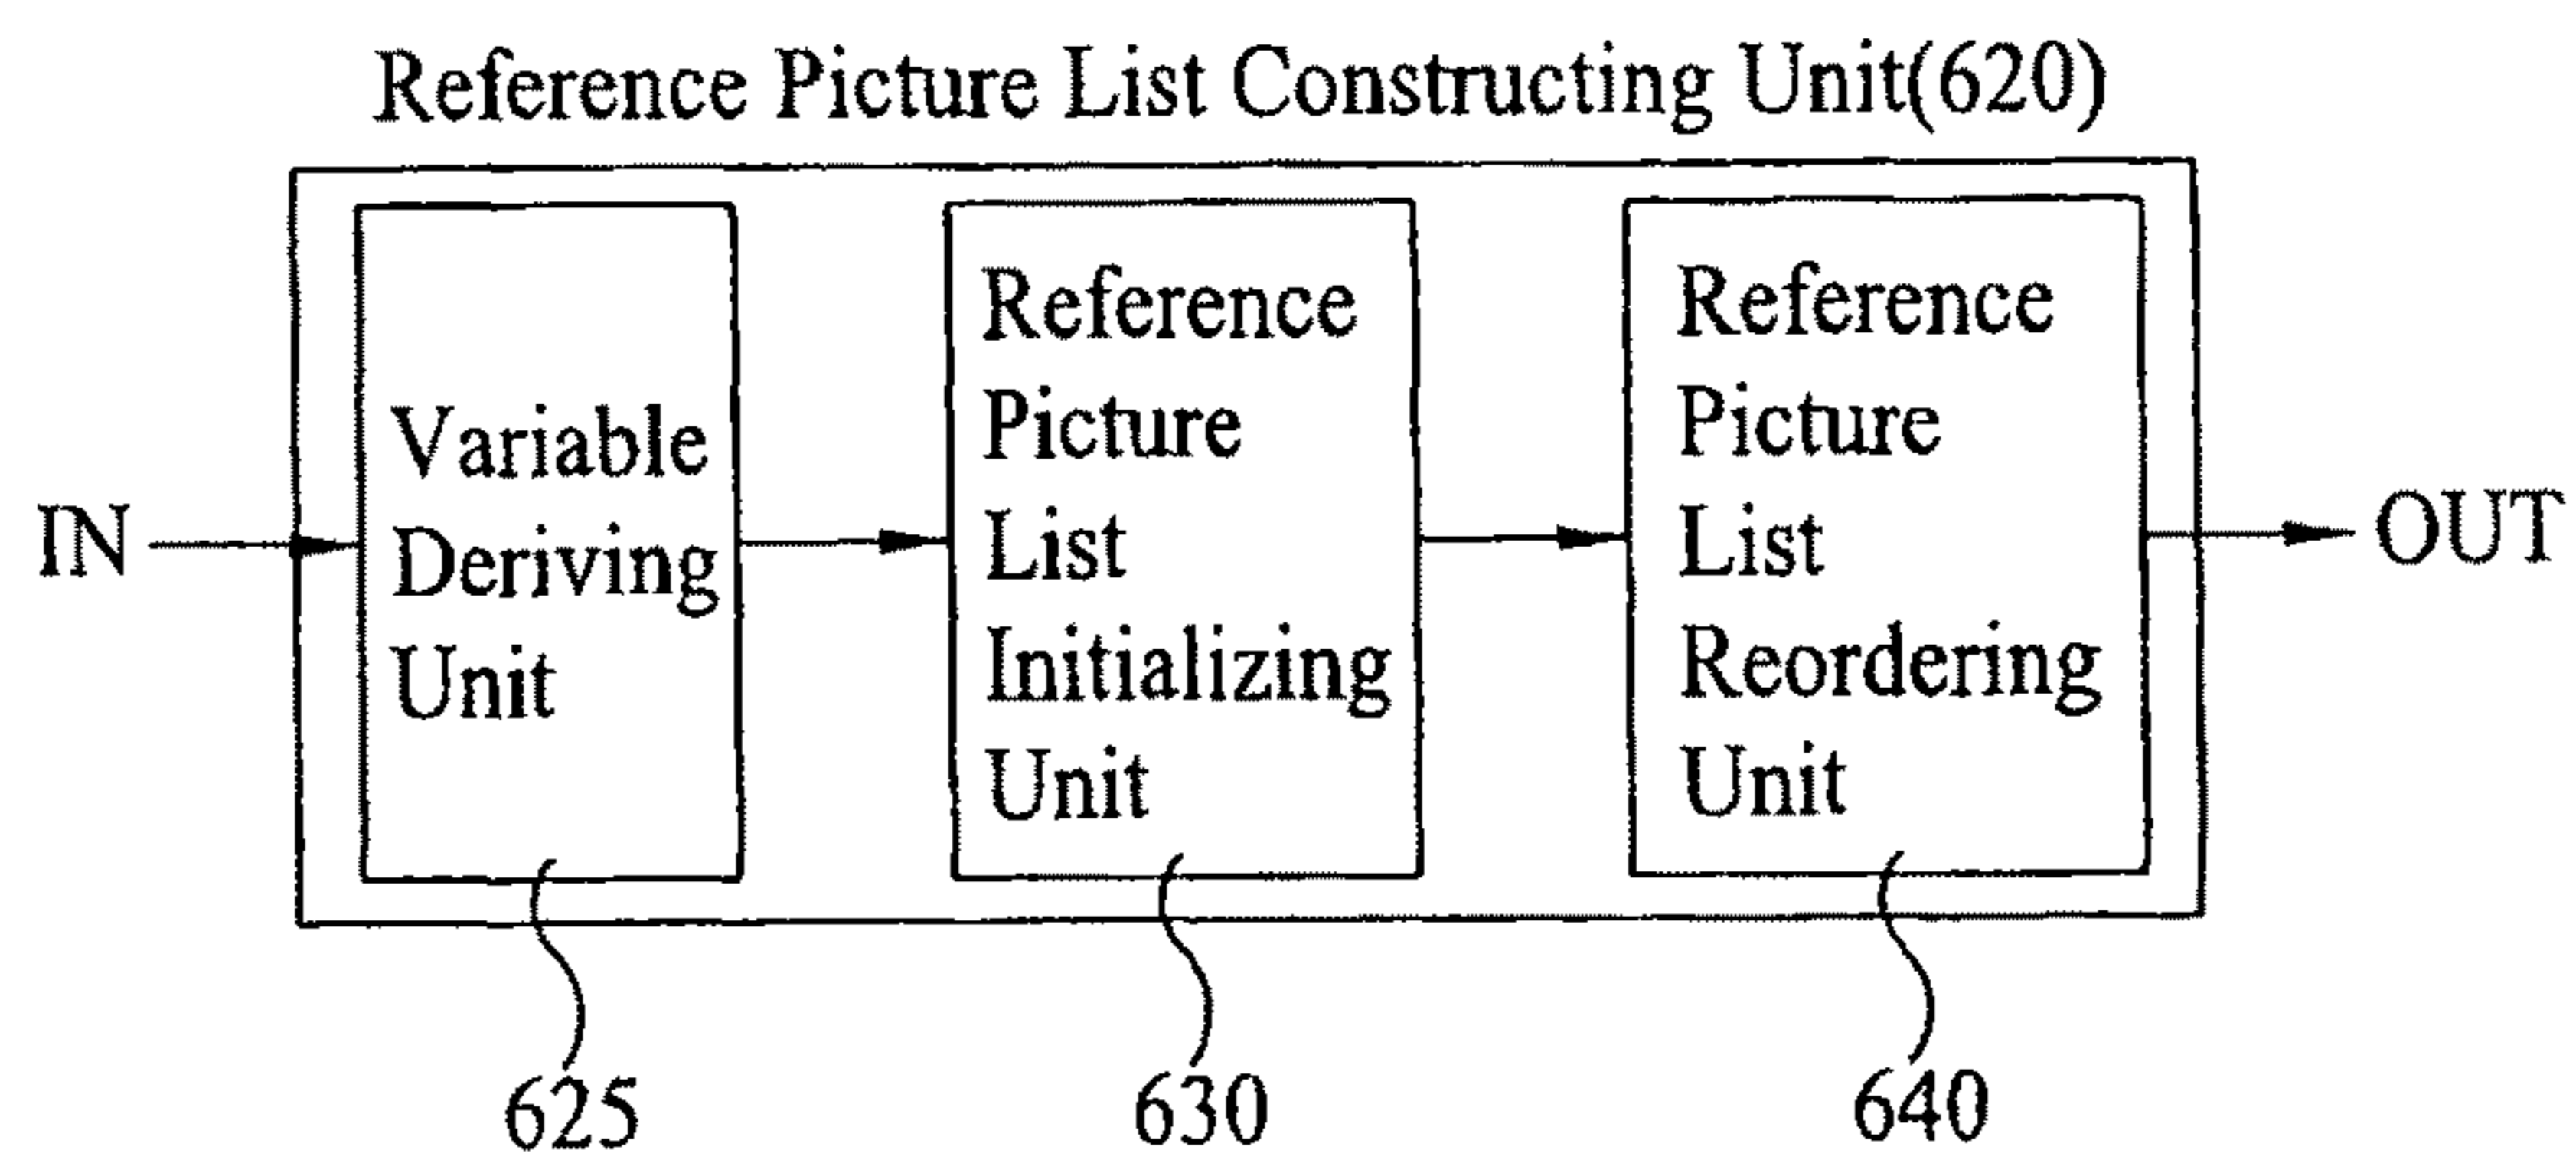 Reference Picture List Constructing Unit(620)
IN
Variable
Deriving
Unit
Reference
Picture
List
Initializing
Unit
Reference
Picture
List
Reordering
Unit
OUT
625
630
640